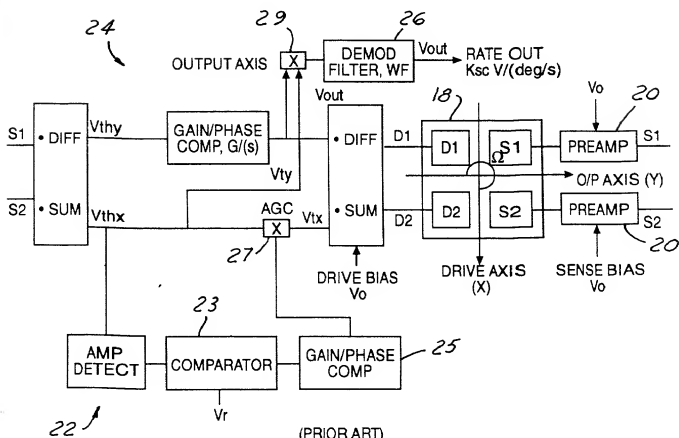 24
29
26
OUTPUT AXIS
X
DEMOD
FILTER, WF
Vout
RATE OUT
Ksc V/(deg/s)
Vout
18
Vo
20
S1
• DIFF
Vthy
GAIN/PHASE
COMP, G/(s)
• DIFF
D1
D1
S1
PREAMP
S1
Ω
Vty
O/P AXIS (Y)
S2
• SUM
Vthx
AGC
X
Vtx
• SUM
D2
D2
S2
PREAMP
S2
27
20
DRIVE BIAS
Vo
DRIVE AXIS
(X)
SENSE BIAS
Vo
23
AMP
DETECT
COMPARATOR
GAIN/PHASE
COMP
25
Vr
22
(PRIOR ART)